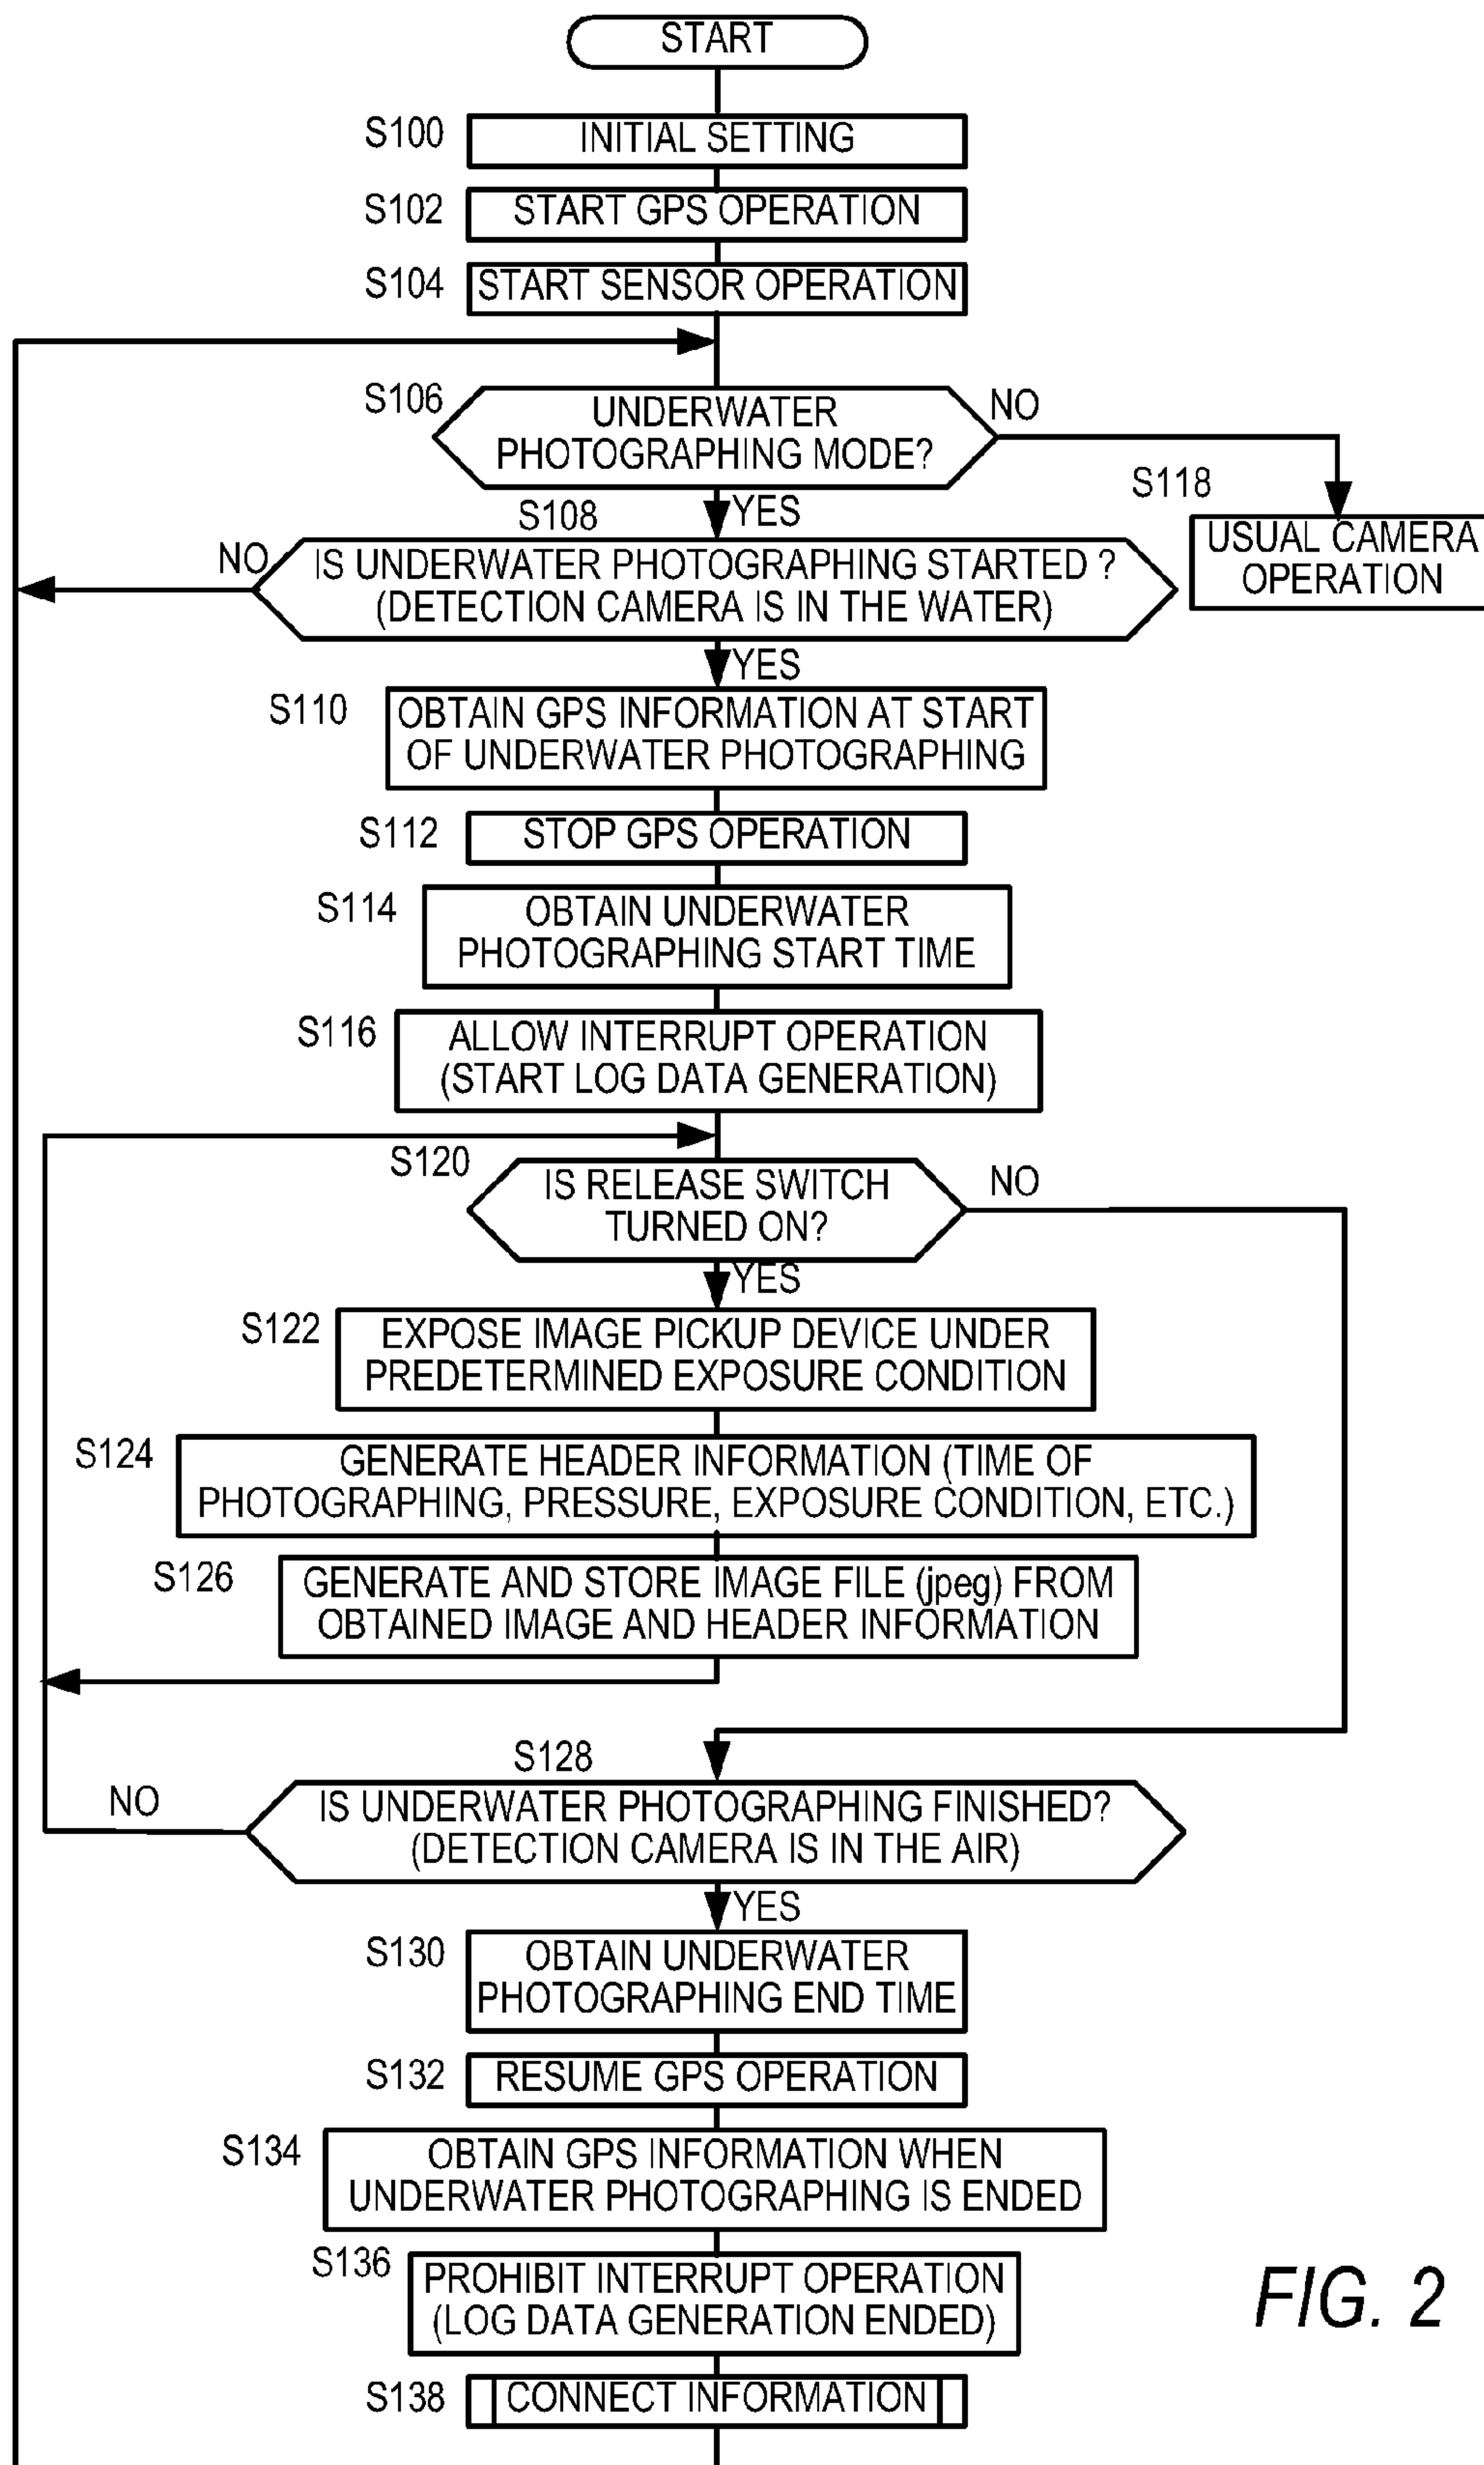 START
S100
INITIAL SETTING
S102
START GPS OPERATION
S104
START SENSOR OPERATION
S106
UNDERWATER
PHOTOGRAPHING MODE?
NO
YES
S118
USUAL CAMERA
OPERATION
S108
NO
IS UNDERWATER PHOTOGRAPHING STARTED ?
(DETECTION CAMERA IS IN THE WATER)
YES
S110
OBTAIN GPS INFORMATION AT START
OF UNDERWATER PHOTOGRAPHING
S112
STOP GPS OPERATION
S114
OBTAIN UNDERWATER
PHOTOGRAPHING START TIME
S116
ALLOW INTERRUPT OPERATION
(START LOG DATA GENERATION)
S120
IS RELEASE SWITCH
TURNED ON?
NO
YES
S122
EXPOSE IMAGE PICKUP DEVICE UNDER
PREDETERMINED EXPOSURE CONDITION
S124
GENERATE HEADER INFORMATION (TIME OF
PHOTOGRAPHING, PRESSURE, EXPOSURE CONDITION, ETC.)
S126
GENERATE AND STORE IMAGE FILE (jpeg) FROM
OBTAINED IMAGE AND HEADER INFORMATION
S128
NO
IS UNDERWATER PHOTOGRAPHING FINISHED?
(DETECTION CAMERA IS IN THE AIR)
YES
S130
OBTAIN UNDERWATER
PHOTOGRAPHING END TIME
S132
RESUME GPS OPERATION
S134
OBTAIN GPS INFORMATION WHEN
UNDERWATER PHOTOGRAPHING IS ENDED
S136
PROHIBIT INTERRUPT OPERATION
(LOG DATA GENERATION ENDED)
S138
CONNECT INFORMATION
FIG. 2